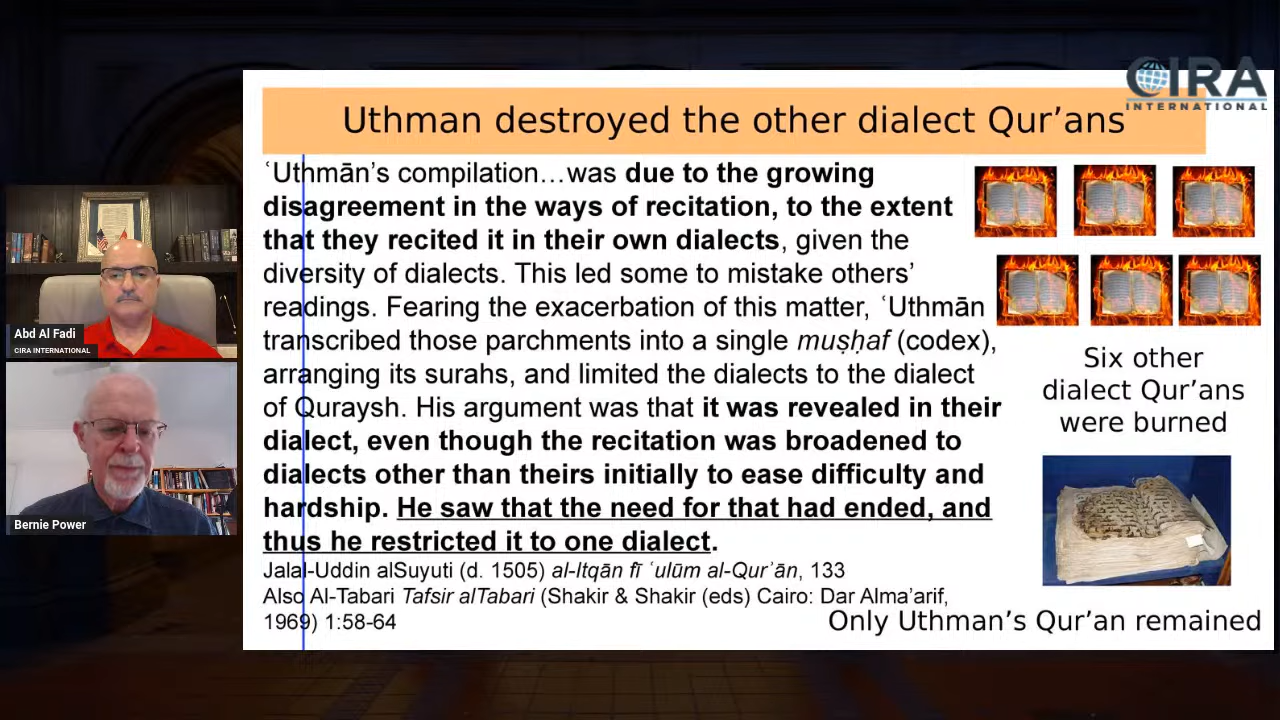 CIRA
INTERNATIONAL
Uthman destroyed the other dialect Qur’ans
ʿUthmān’s compilation…was due to the growing
disagreement in the ways of recitation, to the extent
that they recited it in their own dialects, given the
diversity of dialects. This led some to mistake others’
readings. Fearing the exacerbation of this matter, ʿUthmān
transcribed those parchments into a single muṣḥaf (codex),
arranging its surahs, and limited the dialects to the dialect
of Quraysh. His argument was that it was revealed in their
dialect, even though the recitation was broadened to
dialects other than theirs initially to ease difficulty and
hardship. He saw that the need for that had ended, and
thus he restricted it to one dialect.
Jalal-Uddin alSuyuti (d. 1505) al-Itqān fī ʿulūm al-Qurʾān, 133
Also Al-Tabari Tafsir alTabari (Shakir & Shakir (eds) Cairo: Dar Alma’arif,
1969) 1:58-64
Six other
dialect Qur’ans
were burned
Only Uthman’s Qur’an remained
Abd Al Fadi
CIRA INTERNATIONAL
Bernie Power